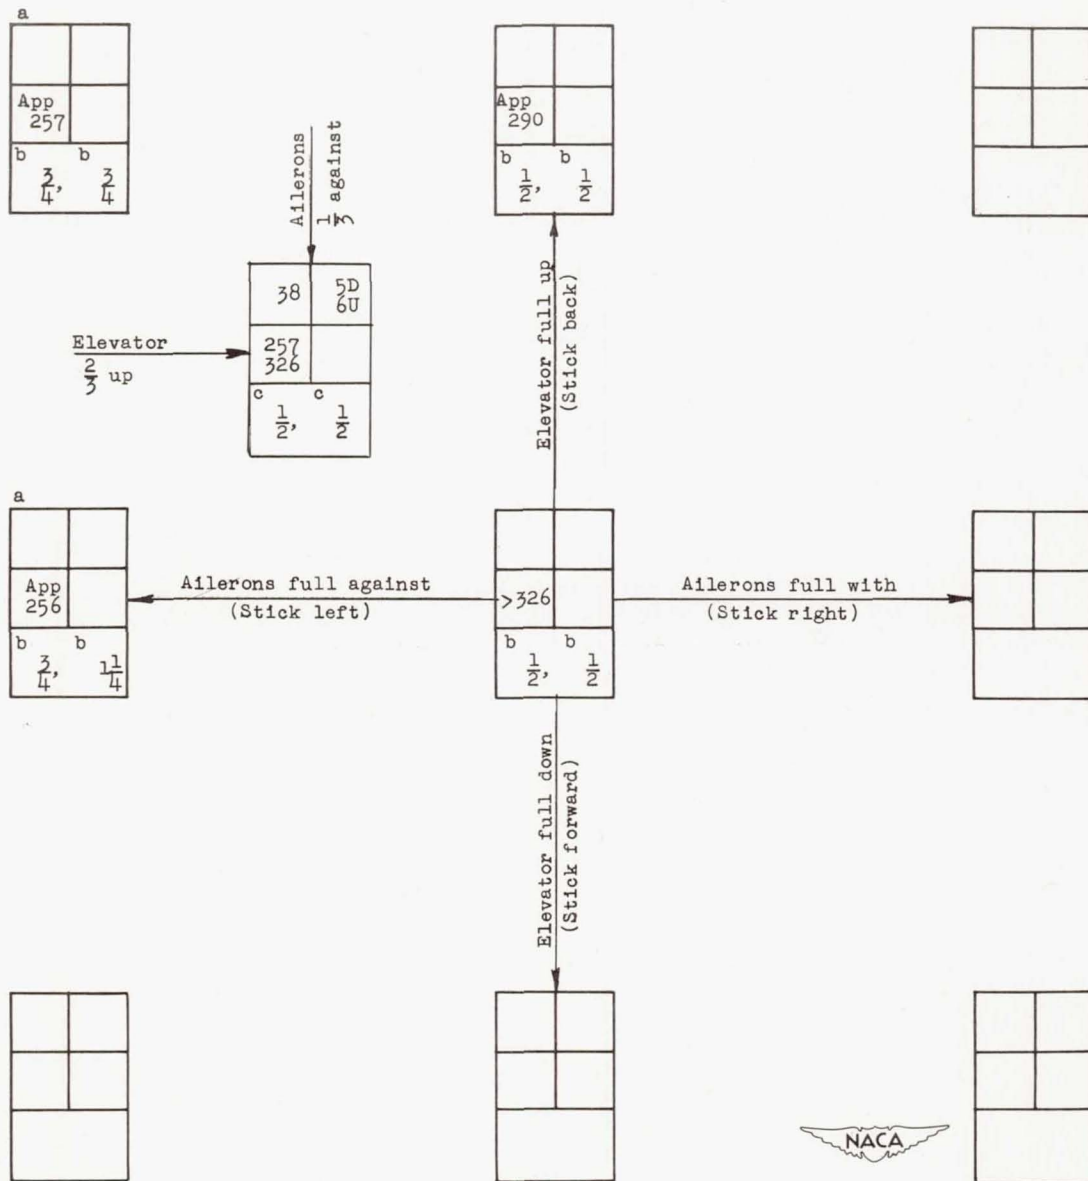 a
App
257
b b
3/4, 3/4
App
290
b b
1/2, 1/2
Ailerons
1/3 against
Elevator
2/3 up
38 5D
6U
257
326
c c
1/2, 1/2
Elevator full up
(Stick back)
a
App
256
b b
3/4, 1 1/4
Ailerons full against
(Stick left)
>326
b b
1/2, 1/2
Ailerons full with
(Stick right)
Elevator full down
(Stick forward)
NACA